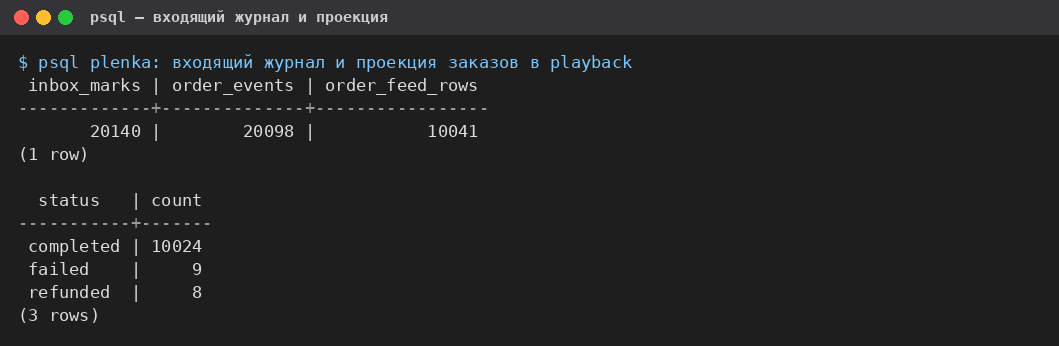 psql — входящий журнал и проекция
$ psql plenka: входящий журнал и проекция заказов в playback
 inbox_marks | order_events | order_feed_rows
-------------+--------------+-----------------
       20140 |        20098 |           10041
(1 row)

  status   | count
-----------+-------
 completed | 10024
 failed    |     9
 refunded  |     8
(3 rows)